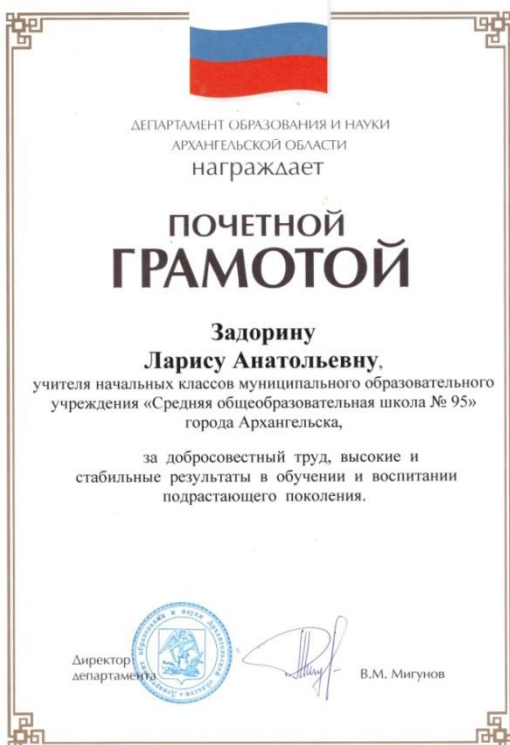 ДЕПАРТАМЕНТ ОБРАЗОВАНИЯ И НАУКИ
АРХАНГЕЛЬСКОЙ ОБЛАСТИ
награждает
ПОЧЕТНОЙ
ГРАМОТОЙ
Задорину
Ларису Анатольевну,
учителя начальных классов муниципального образовательного
учреждения «Средняя общеобразовательная школа № 95»
города Архангельска,
за добросовестный труд, высокие и
стабильные результаты в обучении и воспитании
подрастающего поколения.
Директор
департамента
В.М. Мигунов